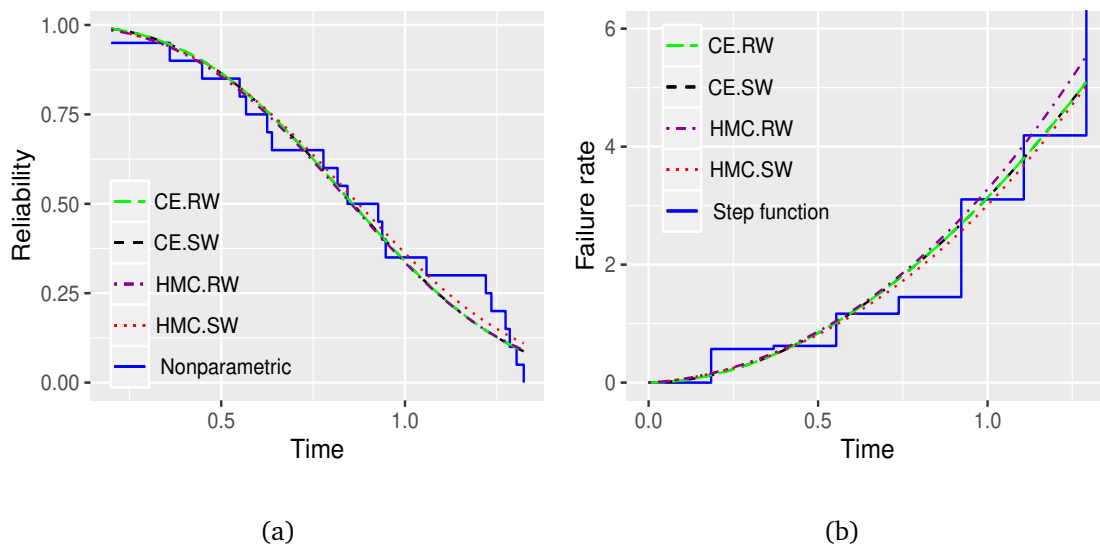 1.00
0.75
0.50
0.25
0.00
Reliability
CE.RW
CE.SW
HMC.RW
HMC.SW
Nonparametric
0.5 1.0
Time
(a)
6
4
2
0
Failure rate
CE.RW
CE.SW
HMC.RW
HMC.SW
Step function
0.0 0.5 1.0
Time
(b)